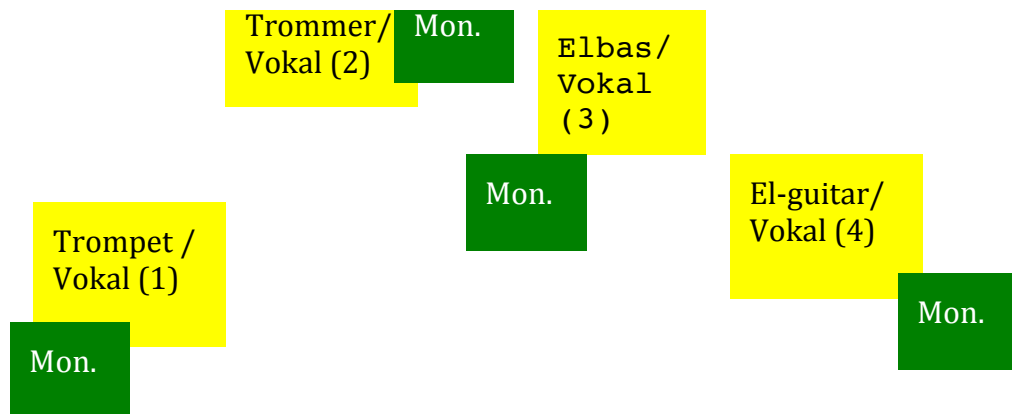 Trommer/
Vokal (2)
Mon.
Elbas/
Vokal
(3)
Mon.
El-guitar/
Vokal (4)
Trompet /
Vokal (1)
Mon.
Mon.